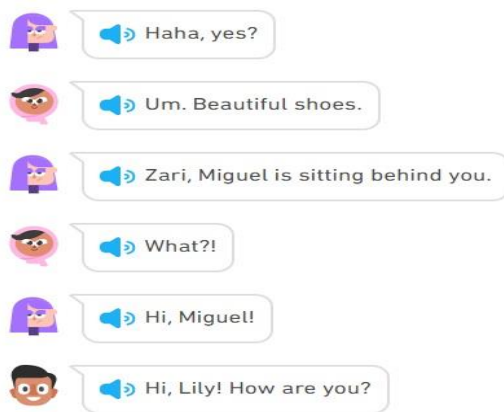 Haha, yes?
Um. Beautiful shoes.
Zari, Miguel is sitting behind you.
What?!
Hi, Miguel!
Hi, Lily! How are you?